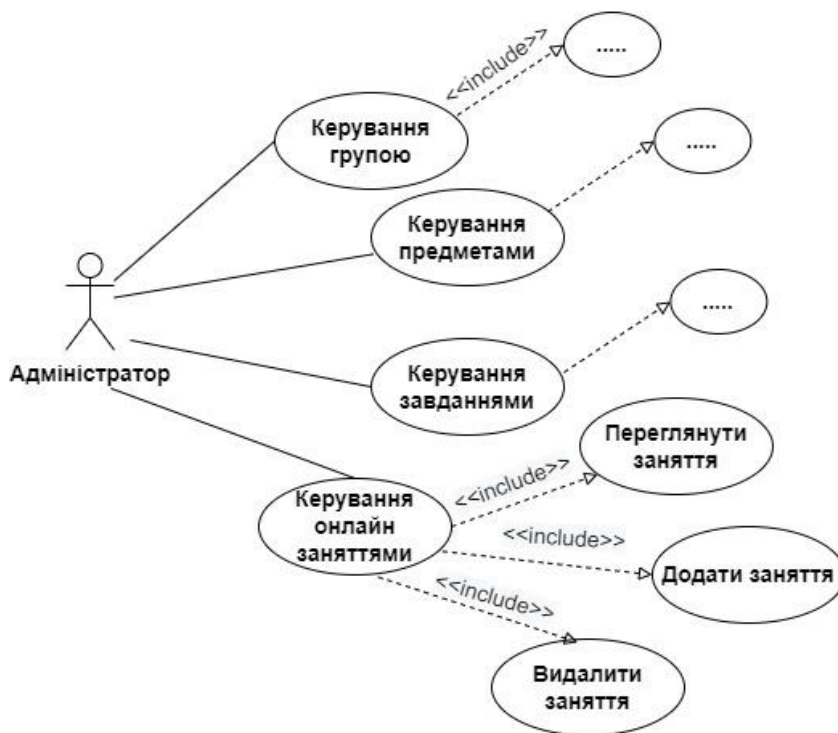 <<include>>
.....
Керування
групою
.....
Керування
предметами
.....
Адміністратор
Керування
завданнями
Переглянути
заняття
<<include>>
Керування
онлайн
заняттями
<<include>>
Додати заняття
<<include>>
Видалити
заняття